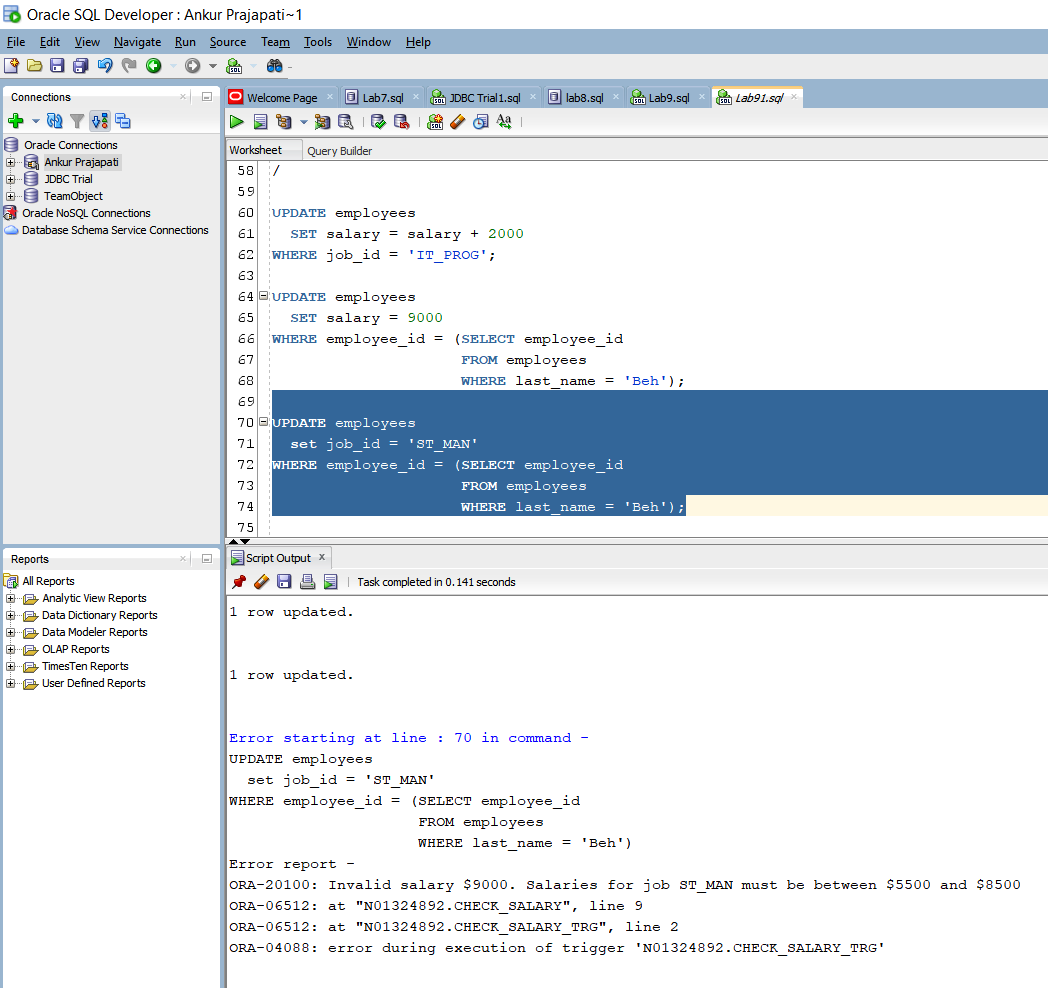 Oracle SQL Developer : Ankur Prajapati~1
File Edit View Navigate Run Source Team Tools Window Help
Connections
Oracle Connections
Ankur Prajapati
JDBC Trial
TeamObject
Oracle NoSQL Connections
Database Schema Service Connections
Reports
All Reports
Analytic View Reports
Data Dictionary Reports
Data Modeler Reports
OLAP Reports
TimesTen Reports
User Defined Reports
Welcome Page Lab7.sql JDBC Trial1.sql lab8.sql Lab9.sql Lab91.sql
Worksheet Query Builder
58 /
59
60 UPDATE employees
61 SET salary = salary + 2000
62 WHERE job_id = 'IT_PROG';
63
64 UPDATE employees
65 SET salary = 9000
66 WHERE employee_id = (SELECT employee_id
67 FROM employees
68 WHERE last_name = 'Beh');
69
70 UPDATE employees
71 set job_id = 'ST_MAN'
72 WHERE employee_id = (SELECT employee_id
73 FROM employees
74 WHERE last_name = 'Beh');
75
Script Output x
Task completed in 0.141 seconds
1 row updated.
1 row updated.
Error starting at line : 70 in command -
UPDATE employees
set job_id = 'ST_MAN'
WHERE employee_id = (SELECT employee_id
FROM employees
WHERE last_name = 'Beh')
Error report -
ORA-20100: Invalid salary $9000. Salaries for job ST_MAN must be between $5500 and $8500
ORA-06512: at "N01324892.CHECK_SALARY", line 9
ORA-06512: at "N01324892.CHECK_SALARY_TRG", line 2
ORA-04088: error during execution of trigger 'N01324892.CHECK_SALARY_TRG'